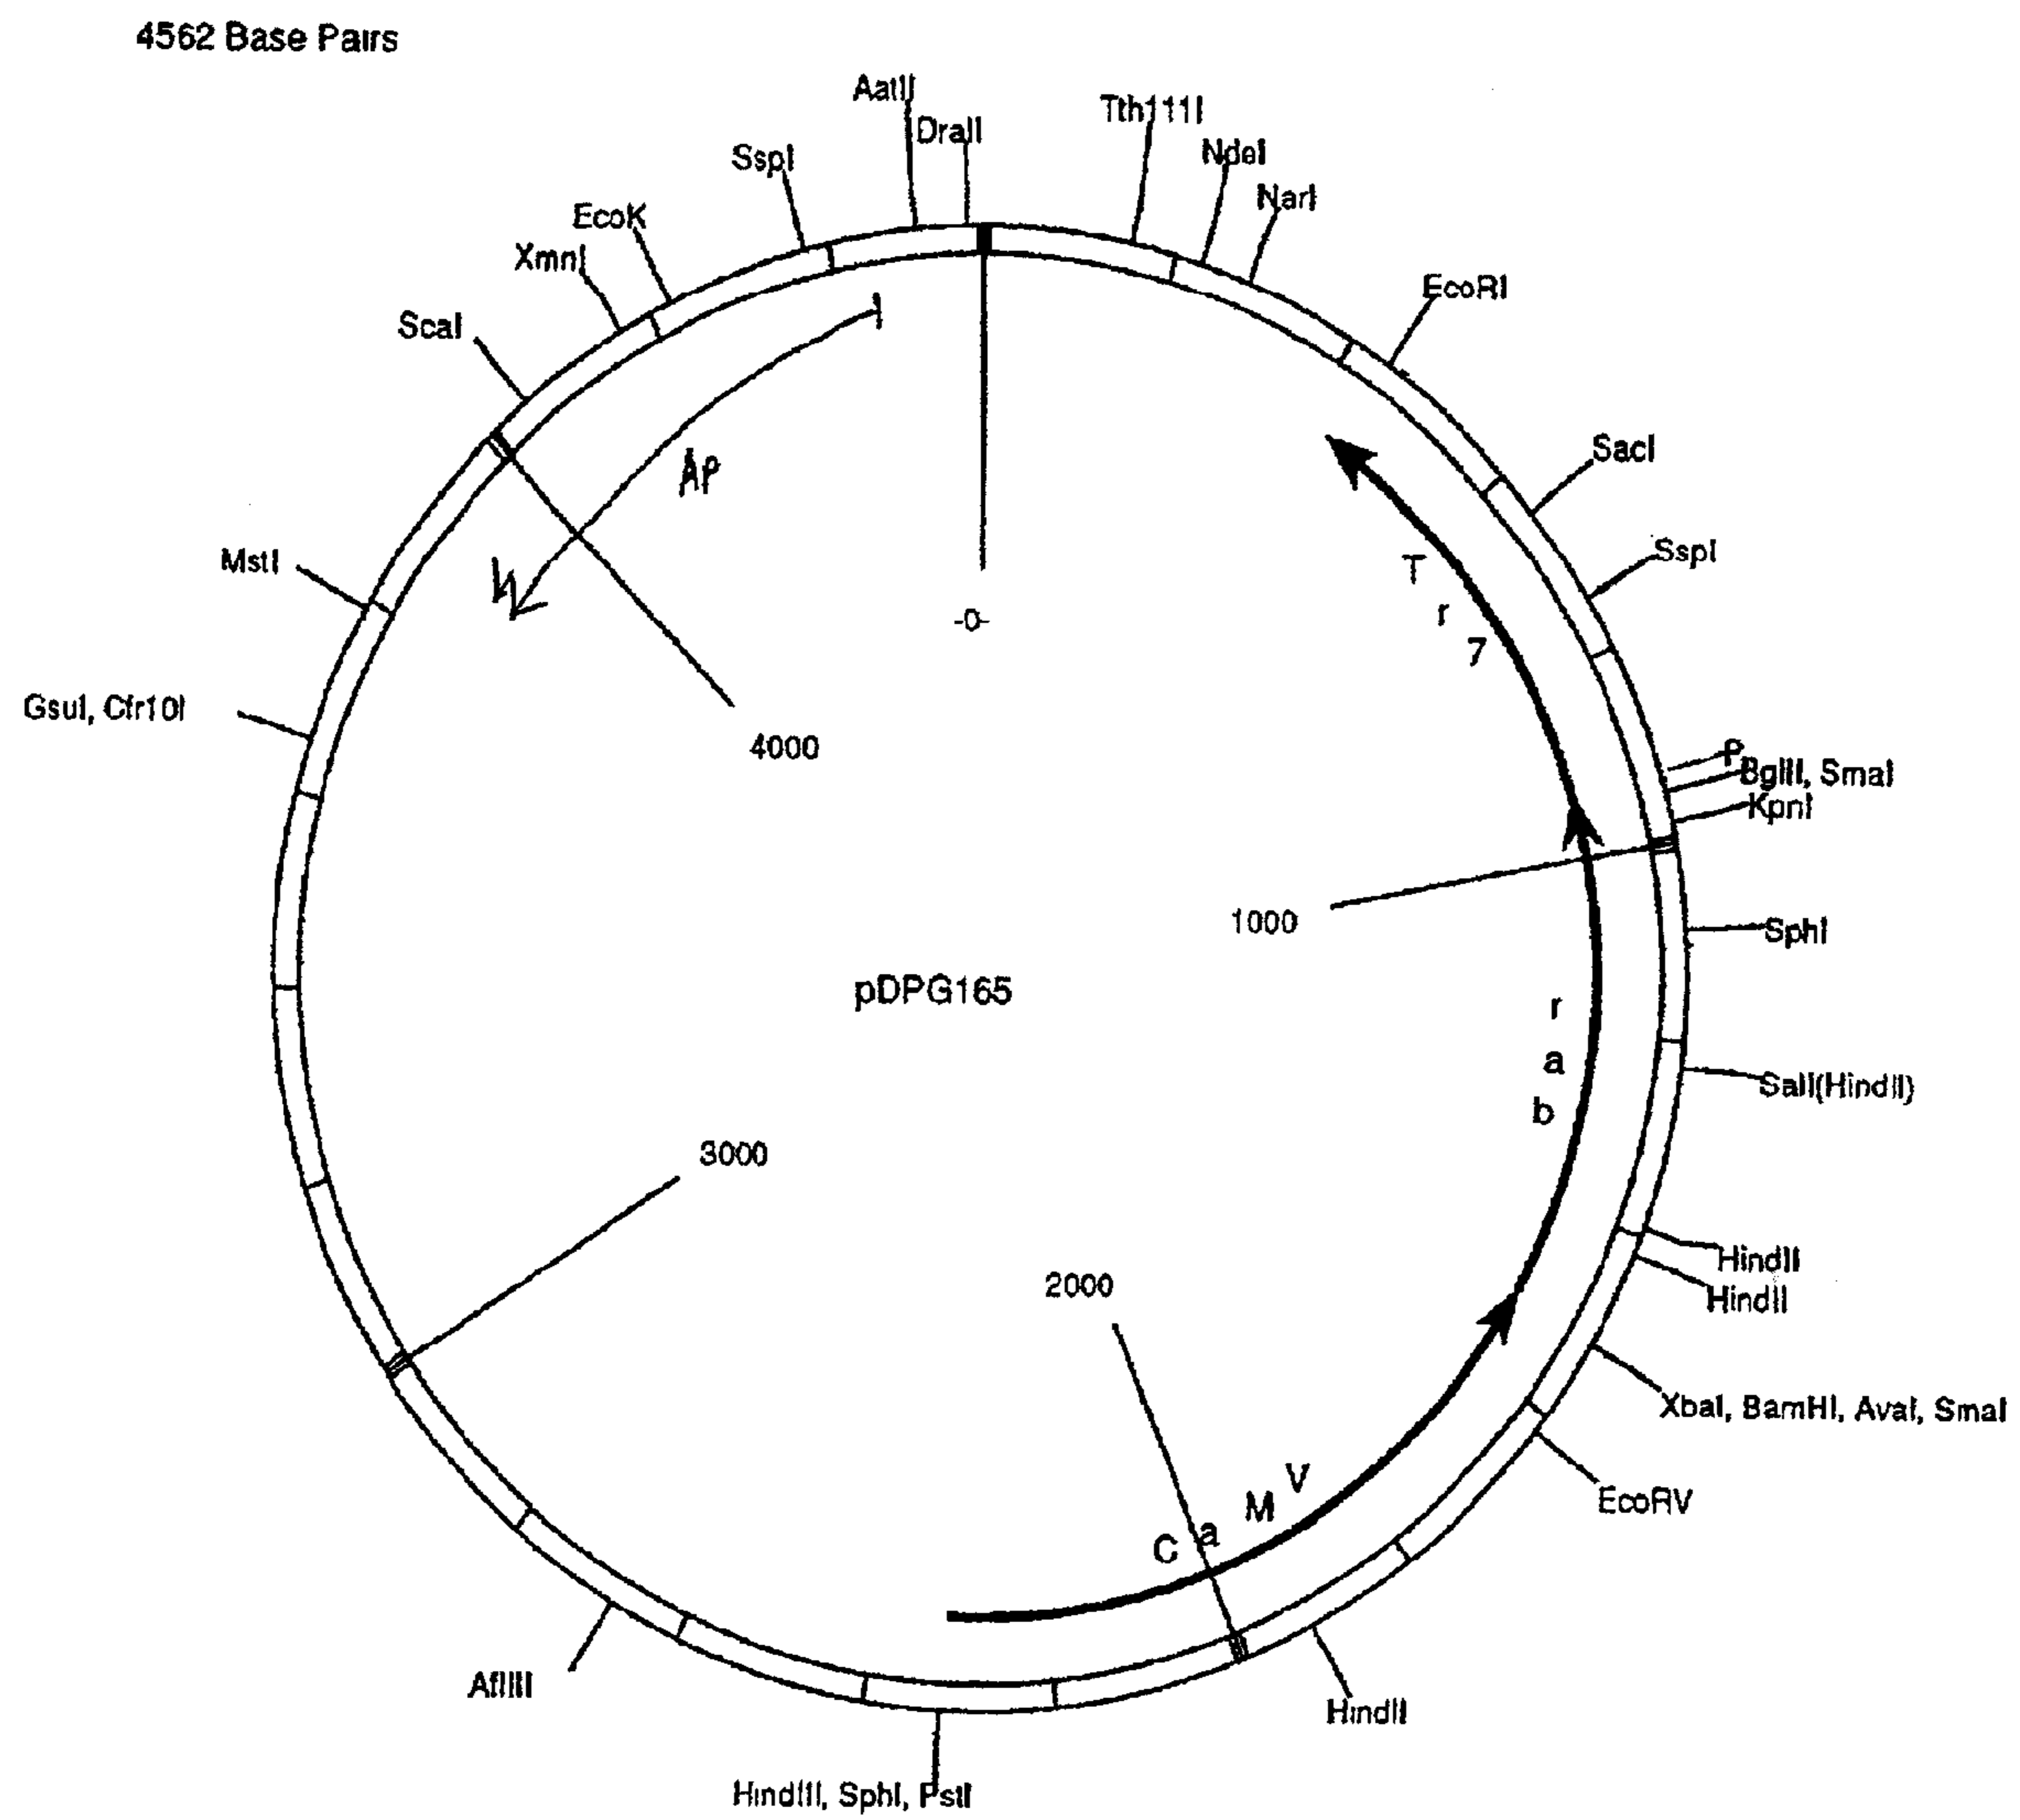 4562 Base Pairs
AatII
DraII
Tth111I
SspI
NdeI
NarI
EcoK
XmnI
EcoRI
ScaI
Ap
SacI
MstI
SspI
-0-
T
r
7
GsuI, Cfr10I
4000
P
BglII, SmaI
KpnI
1000
SphI
pDPG165
r
a
b
SalI(HindII)
3000
HindII
HindII
2000
XbaI, BamHI, AvaI, SmaI
EcoRV
C a M V
AflIII
HindII
HindIII, SphI, PstI